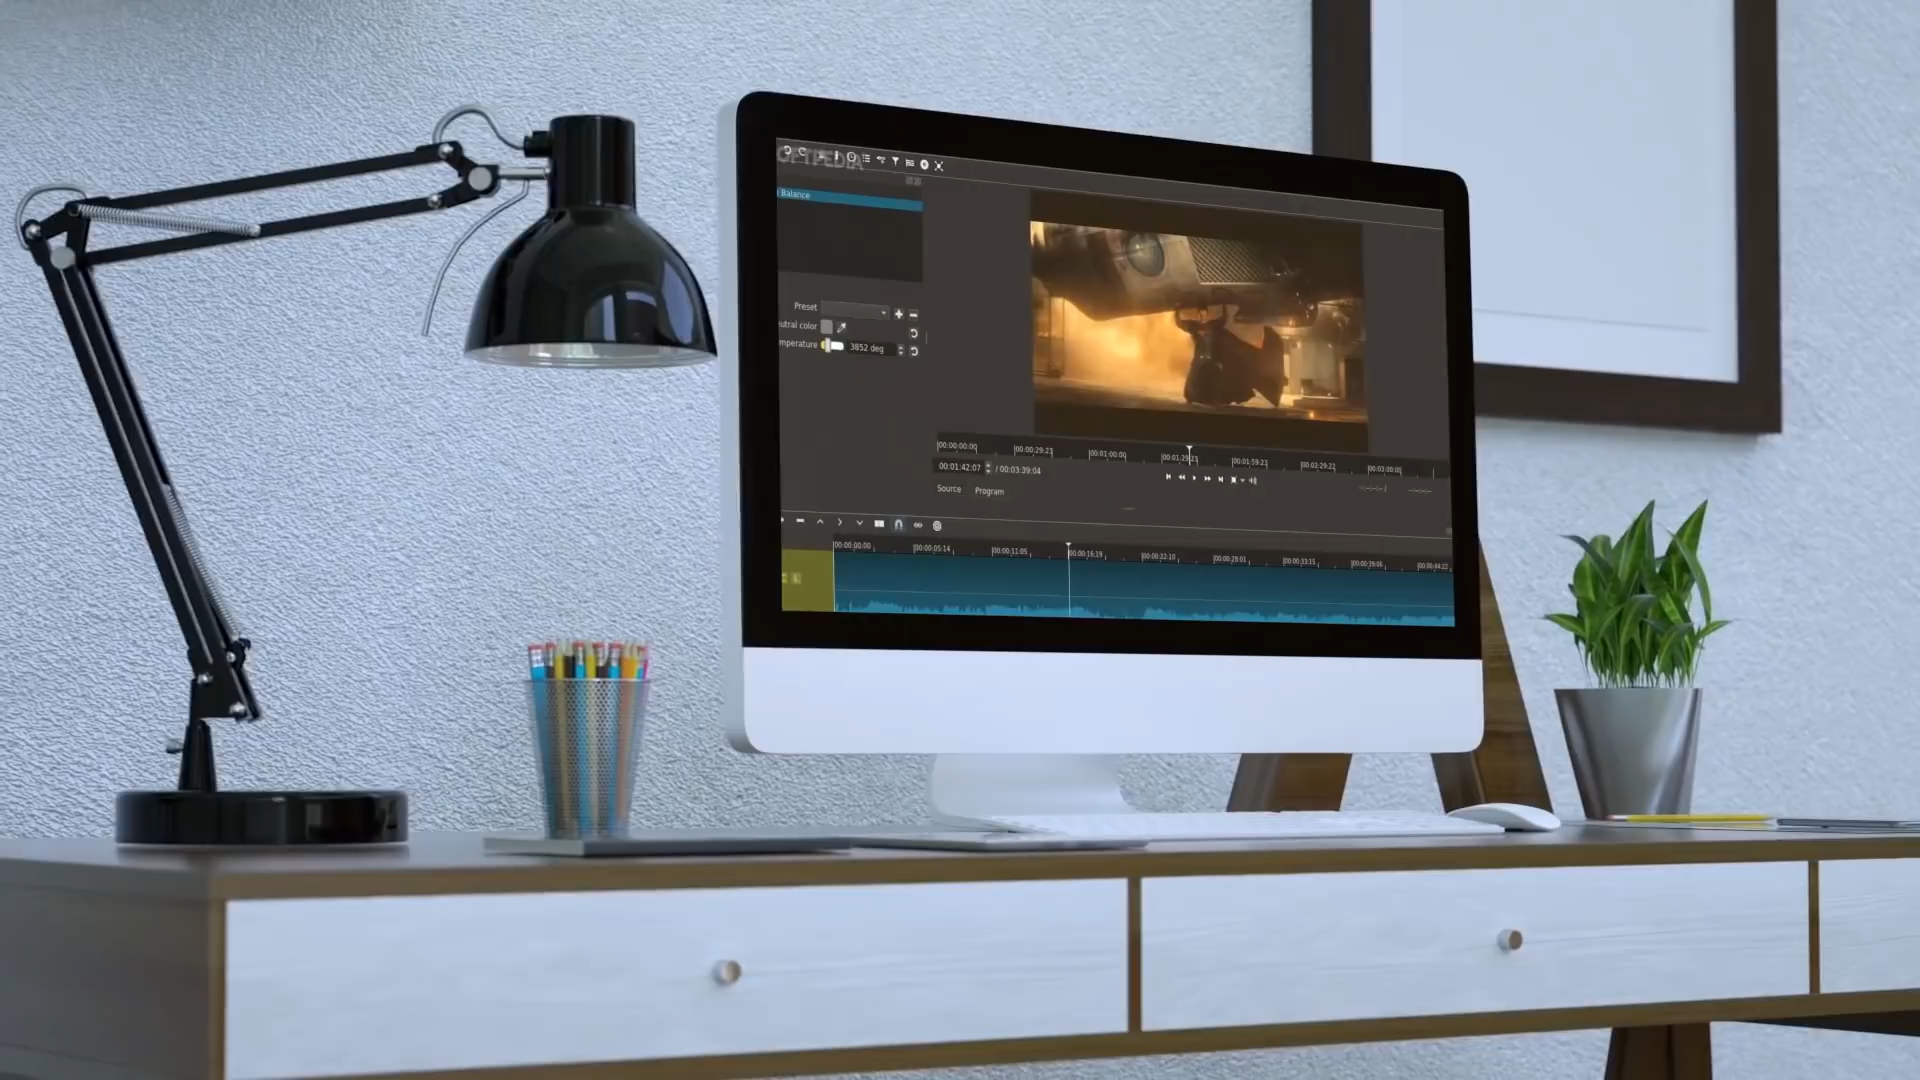 OFTPEDIA
Balance
Preset
utral color
mperature 3852 deg
00:00:00:00 00:00:29:23 00:01:00:00 00:01:29:23 00:01:59:23 00:02:29:22 00:03:00:00
00:01:42:07 / 00:03:39:04
Source Program
00:00:00:00 00:00:05:14 00:00:11:05 00:00:16:19 00:00:22:10 00:00:28:01 00:00:33:15 00:00:39:06 00:00:44:22